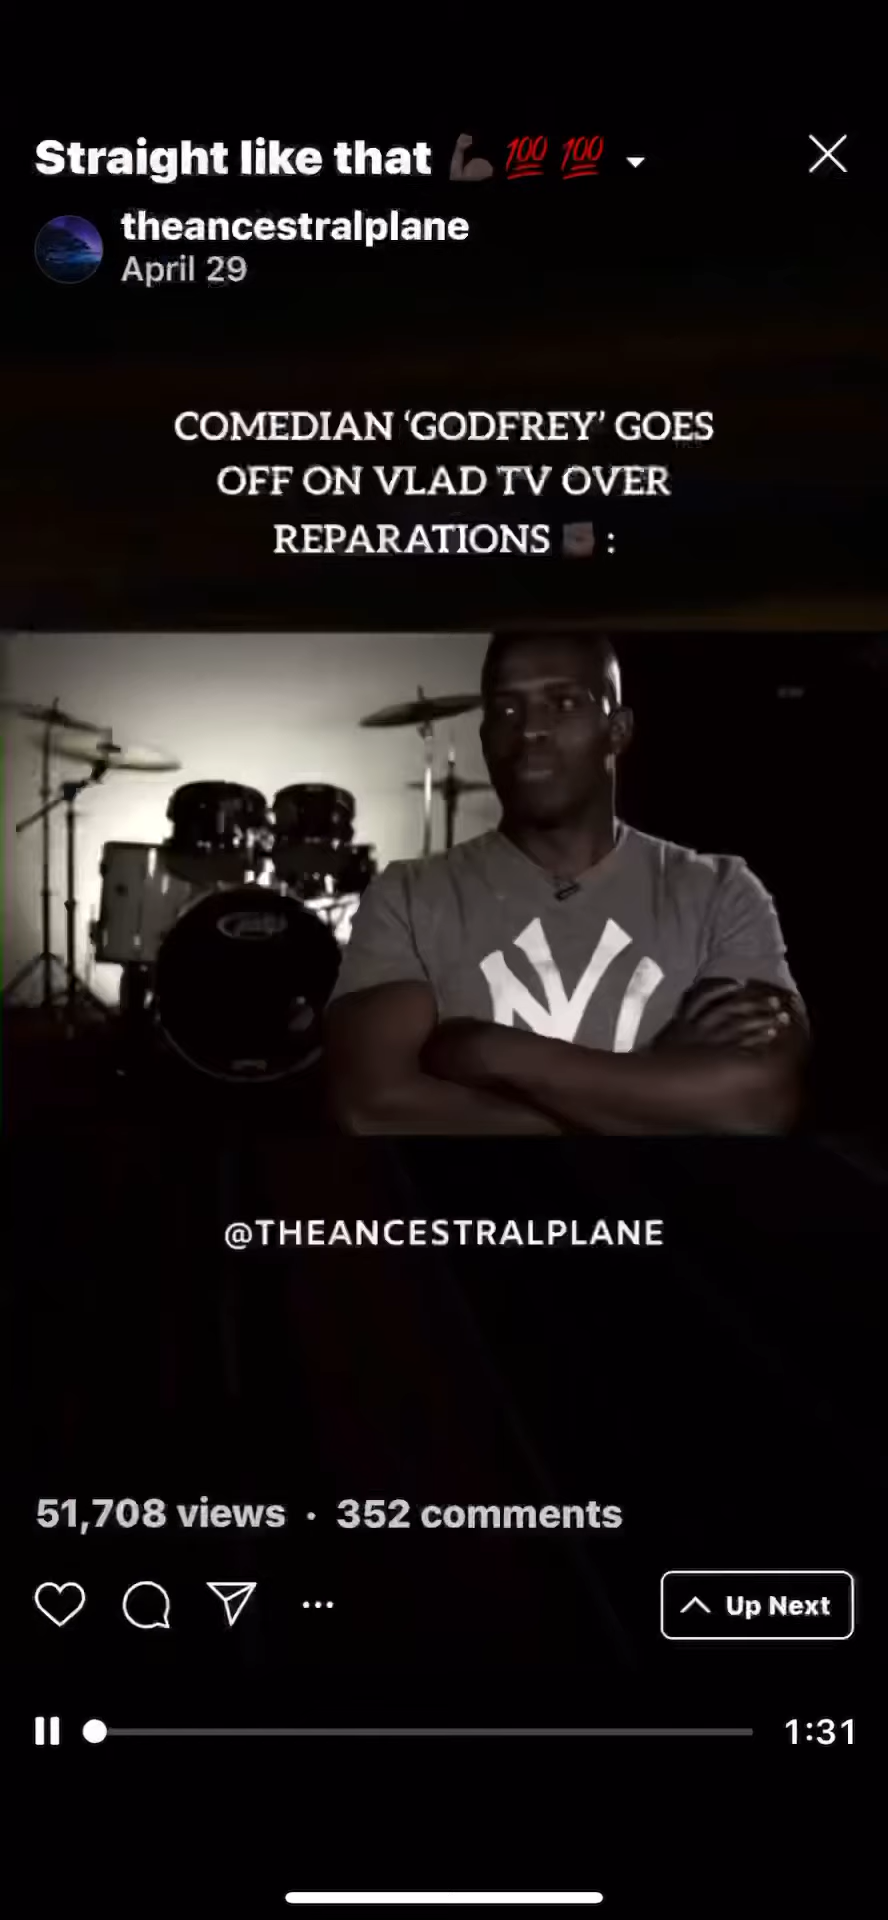 Straight like that 💪🏿 💯 💯
theancestralplane
April 29
COMEDIAN ‘GODFREY’ GOES
OFF ON VLAD TV OVER
REPARATIONS ✊🏿 :
NY
@THEANCESTRALPLANE
51,708 views · 352 comments
Up Next
1:31